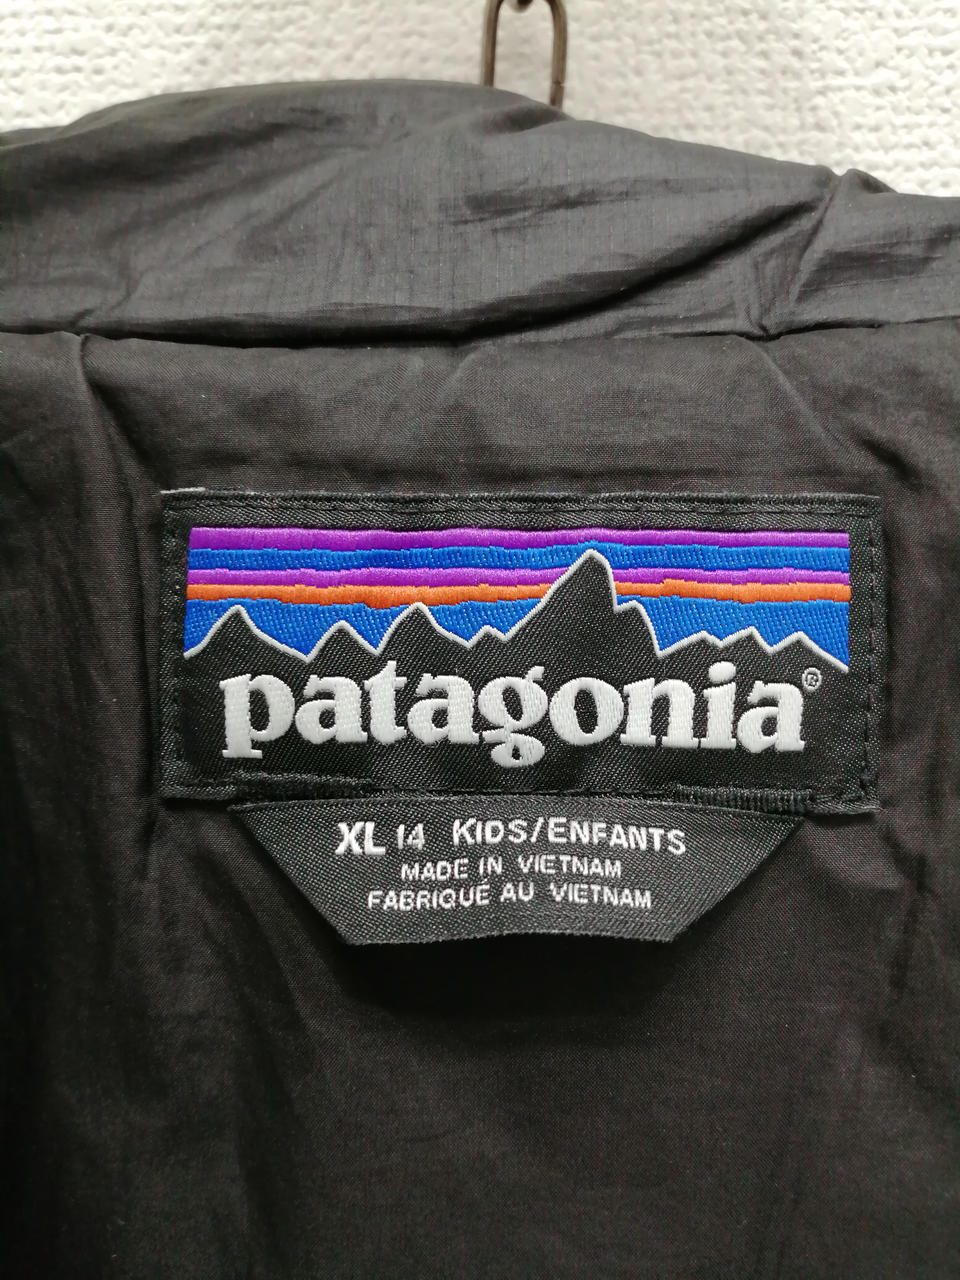 patagonia®
XL 14 KIDS/ENFANTS
MADE IN VIETNAM
FABRIQUÉ AU VIETNAM